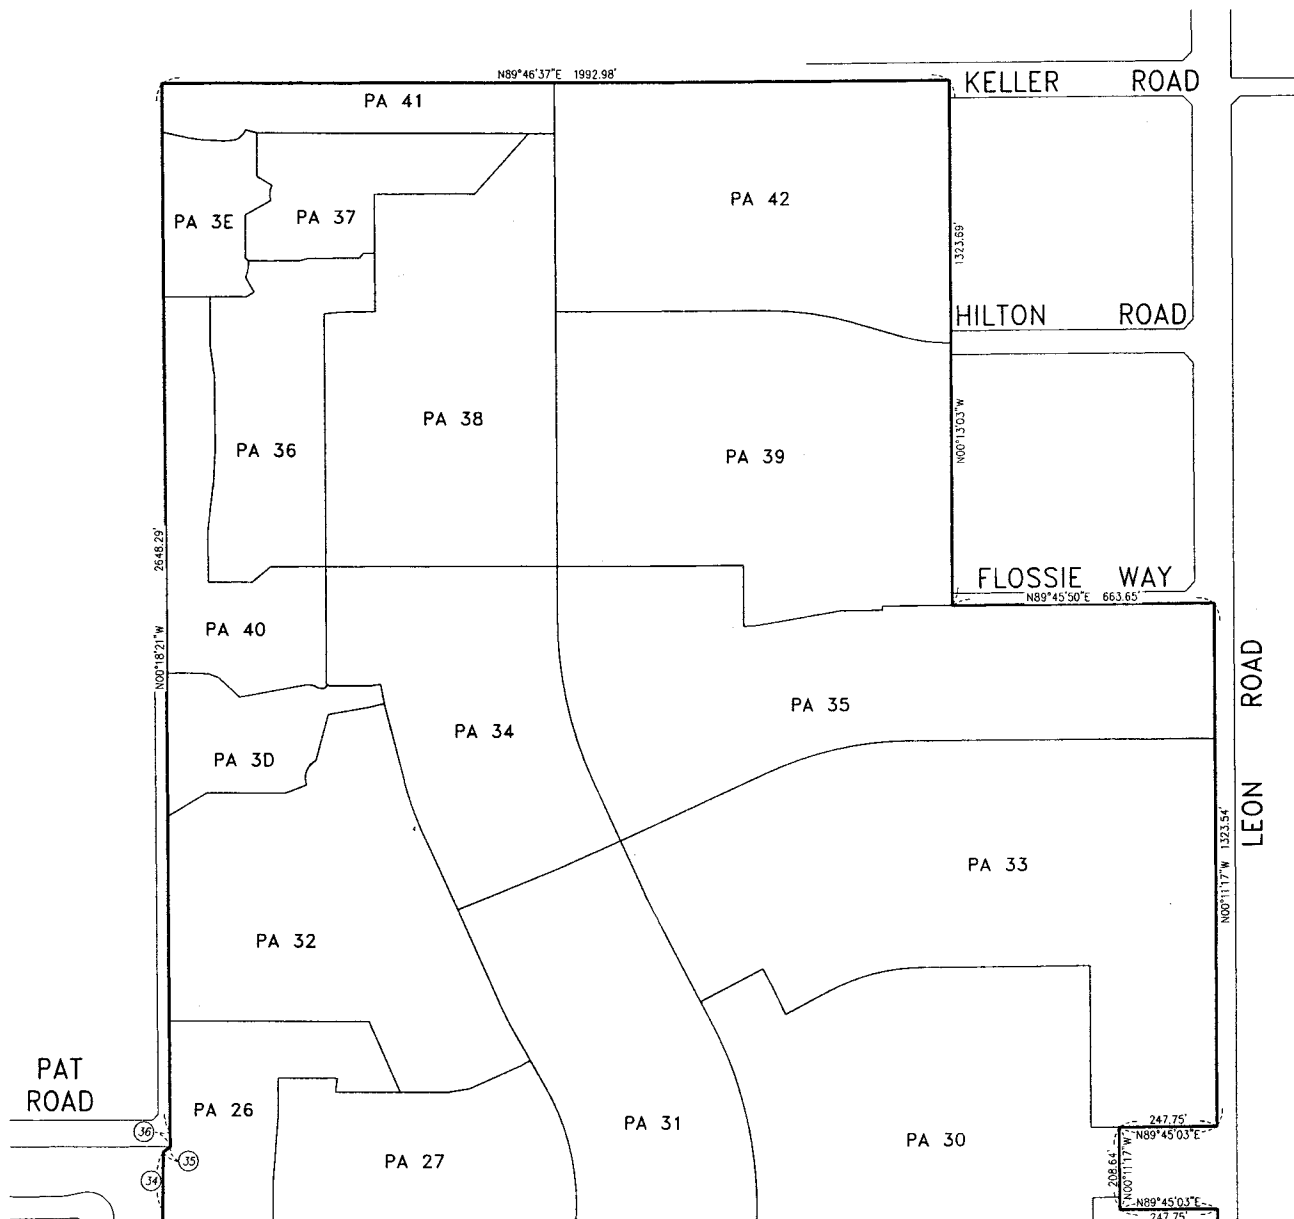 N89°46'37"E 1992.98'
KELLER ROAD
PA 41
PA 42
PA 3E
PA 37
1323.69'
HILTON ROAD
PA 38
PA 36
PA 39
N00°13'03"W
2648.29'
FLOSSIE WAY
N89°45'50"E 663.65'
PA 40
N00°18'21"W
LEON ROAD
PA 35
PA 34
PA 3D
1323.54'
PA 33
N00°11'17"W
PA 32
PAT
ROAD
PA 26
PA 31
PA 30
PA 27
247.75'
N89°45'03"E
36
35
34
208.64'
N00°11'17"W
N89°45'03"E
247.75'